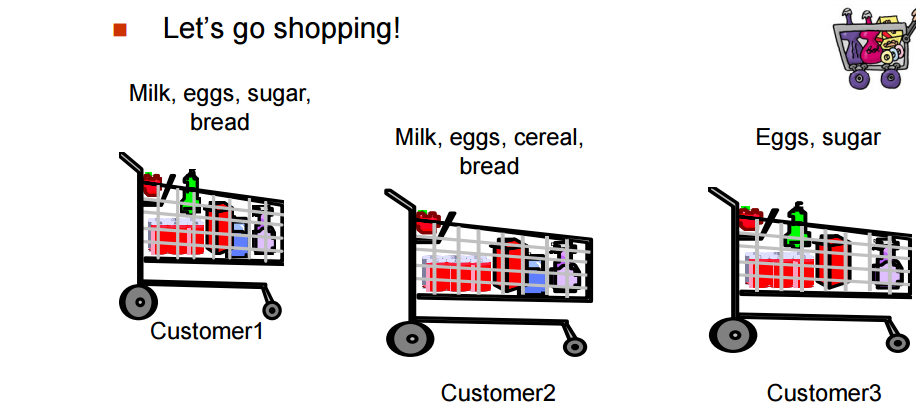 Let's go shopping!
Milk, eggs, sugar,
bread
Customer1
Milk, eggs, cereal,
bread
Customer2
Eggs, sugar
Customer3